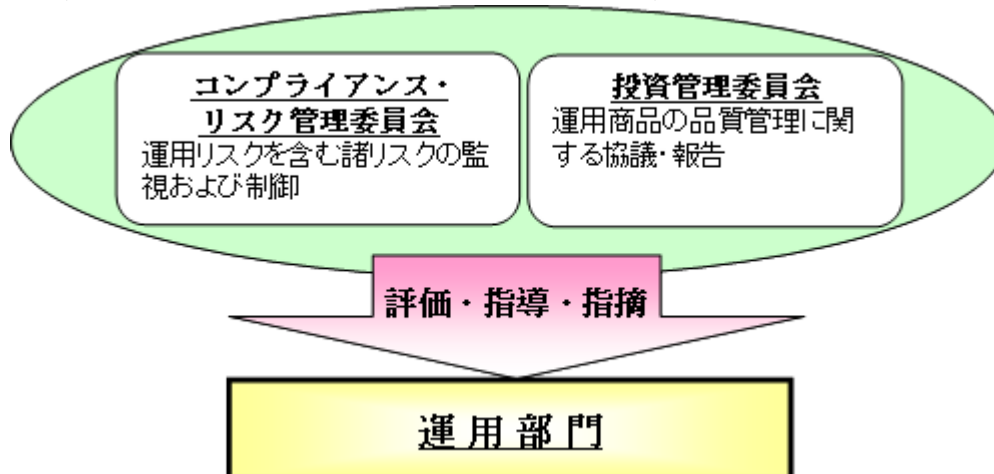 コンプライアンス・
リスク管理委員会
運用リスクを含む諸リスクの監
視および制御
投資管理委員会
運用商品の品質管理に関
する協議・報告
評価・指導・指摘
運用部門